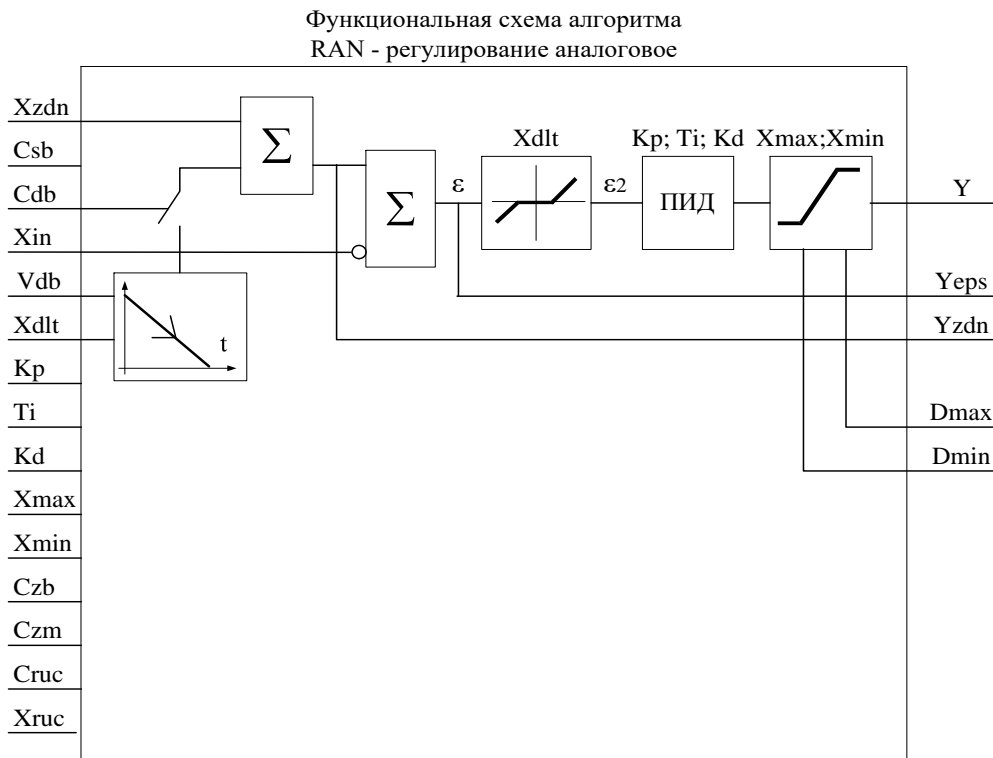 Функциональная схема алгоритма
RAN - регулирование аналоговое
Xzdn
Csb
Cdb
Xin
Vdb
Xdlt
Kp
Ti
Kd
Xmax
Xmin
Czb
Czm
Cruc
Xruc
t
Σ
Σ
ε
Xdlt
ε2
Kp; Ti; Kd
ПИД
Xmax;Xmin
Y
Yeps
Yzdn
Dmax
Dmin